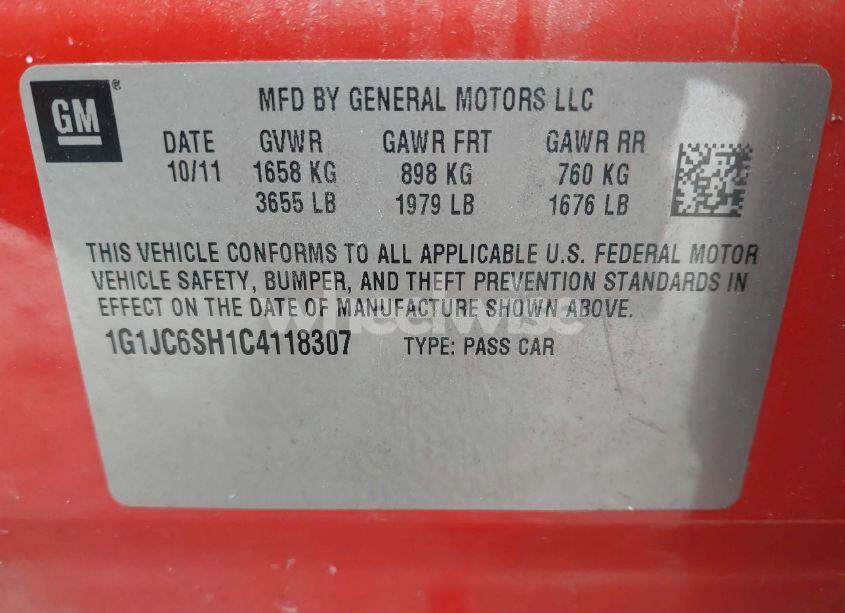 GM®
MFD BY GENERAL MOTORS LLC
DATE GVWR GAWR FRT GAWR RR
10/11 1658 KG 898 KG 760 KG
3655 LB 1979 LB 1676 LB
THIS VEHICLE CONFORMS TO ALL APPLICABLE U.S. FEDERAL MOTOR
VEHICLE SAFETY, BUMPER, AND THEFT PREVENTION STANDARDS IN
EFFECT ON THE DATE OF MANUFACTURE SHOWN ABOVE.
wheelwise
1G1JC6SH1C4118307 TYPE: PASS CAR